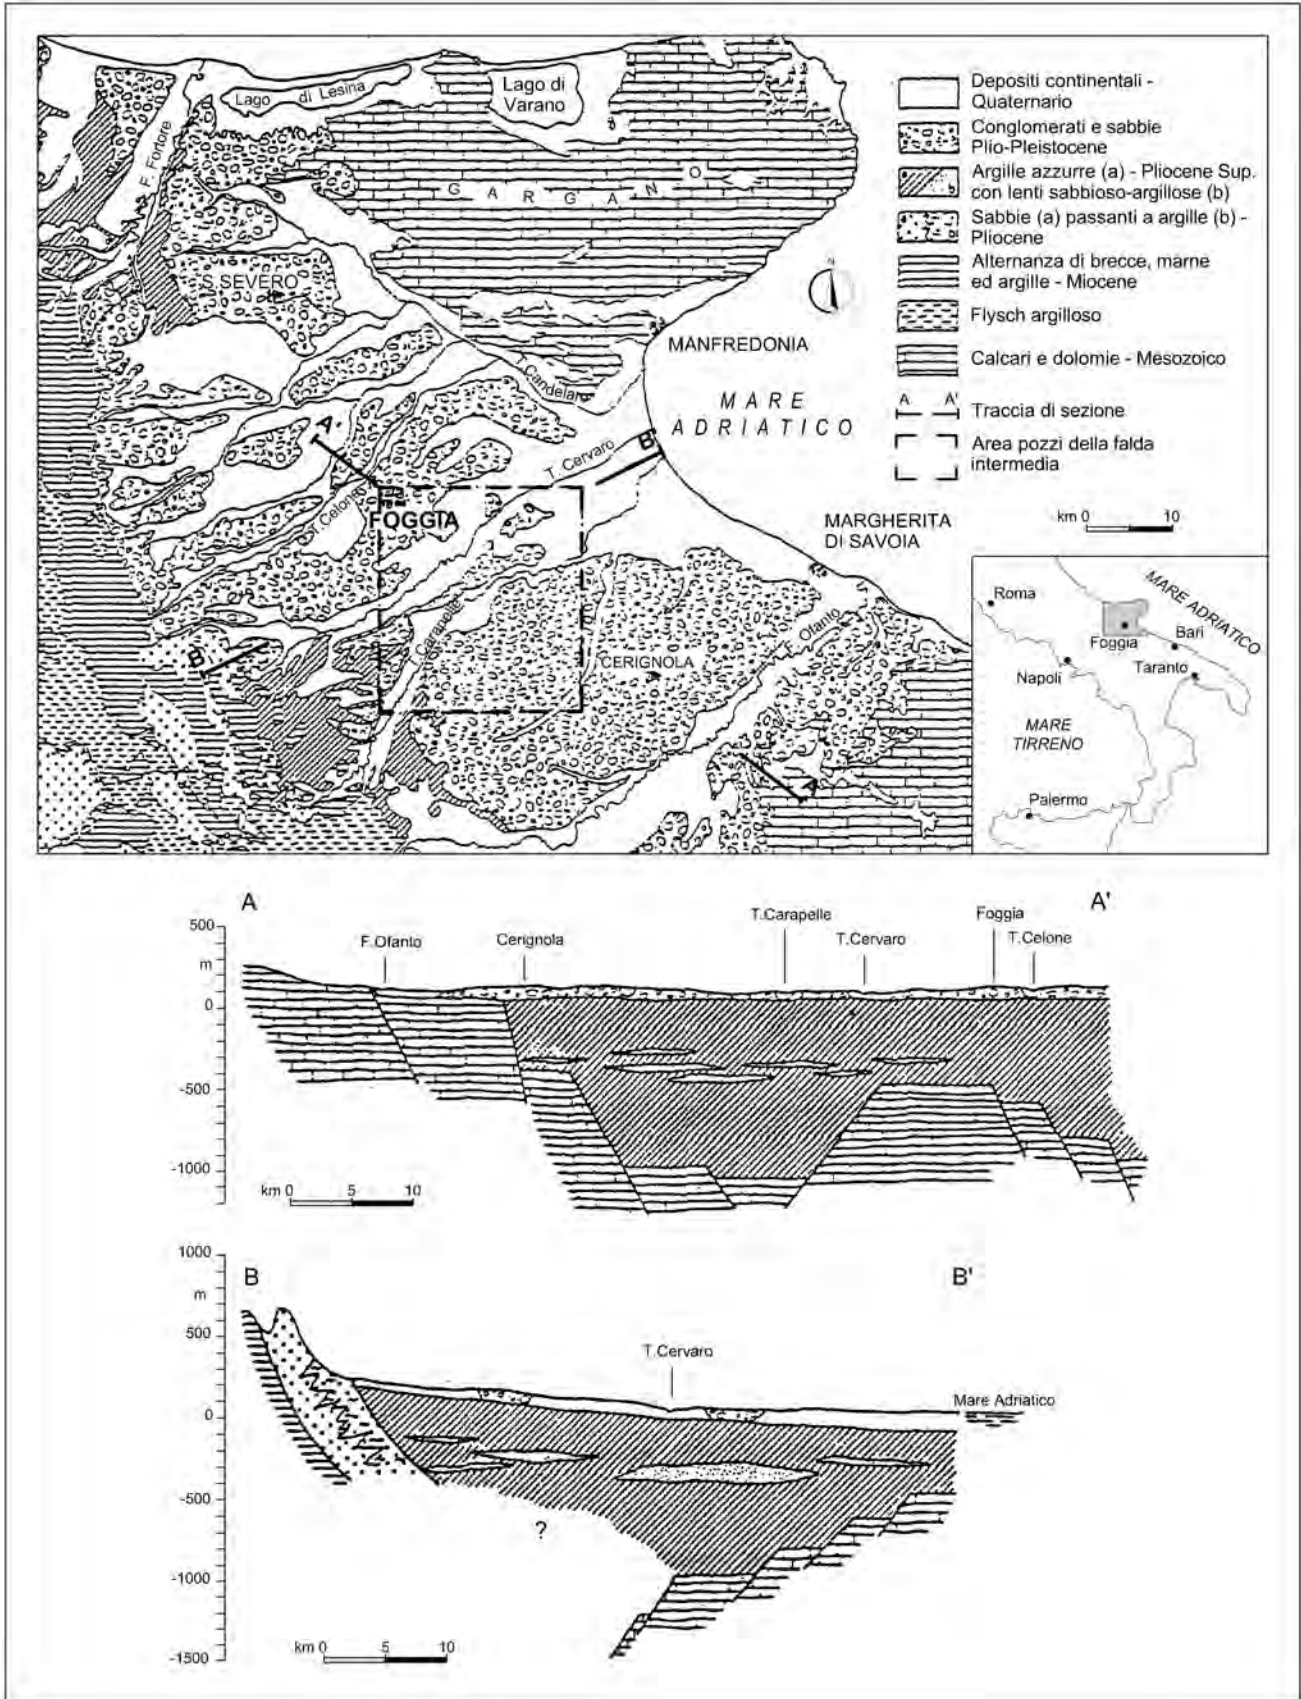 Lago di Lesina
Lago di
Varano
F. Fortore
GARGANO
S. SEVERO
MANFREDONIA
Candelar
MARE
ADRIATICO
A'
B'
T. Cervaro
T. Celone
FOGGIA
MARGHERITA
DI SAVOIA
T. Carapelle
Ofanto
B
CERIGNOLA
A
Depositi continentali -
Quaternario
Conglomerati e sabbie
Plio-Pleistocene
Argille azzurre (a) - Pliocene Sup.
con lenti sabbioso-argillose (b)
Sabbie (a) passanti a argille (b) -
Pliocene
Alternanza di brecce, marne
ed argille - Miocene
Flysch argilloso
Calcari e dolomie - Mesozoico
A A'
Traccia di sezione
Area pozzi della falda
intermedia
km 0 10
Roma
MARE ADRIATICO
Foggia
Bari
Napoli
Taranto
MARE
TIRRENO
Palermo
A A'
500
m
0
-500
-1000
F.Ofanto
Cerignola
T.Carapelle
T.Cervaro
Foggia
T.Celone
km 0 5 10
B B'
1000
m
500
0
-500
-1000
-1500
T.Cervaro
Mare Adriatico
?
km 0 5 10